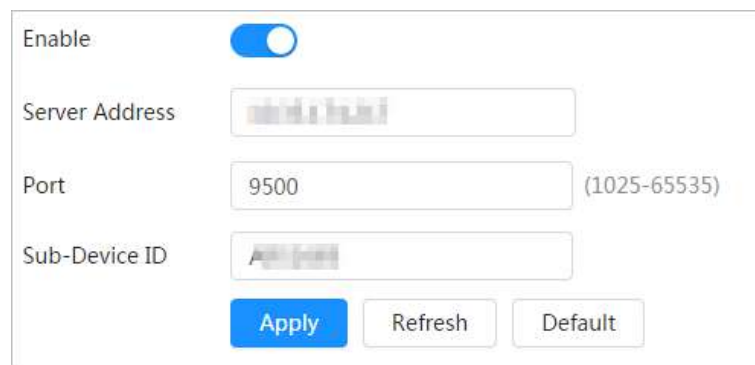 Enable
Server Address
Port 9500 (1025-65535)
Sub-Device ID
Apply Refresh Default